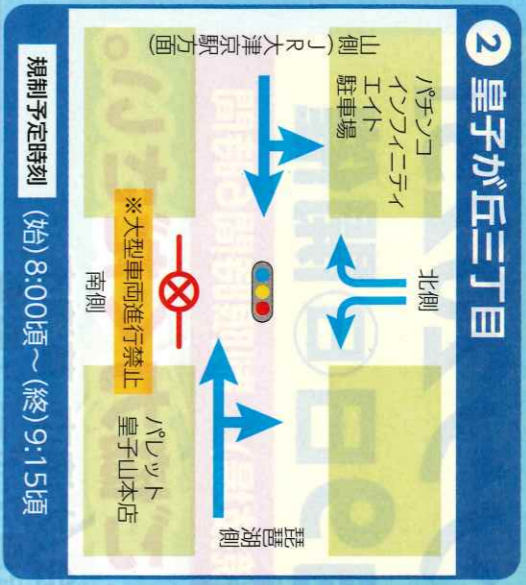 ② 皇子が丘三丁目
北側
パチンコ
インフィニティ
エイト
駐車場
山側(JR大津京駅方面)
琵琶湖側
※大型車両進行禁止
南側
パレット
皇子山本店
規制予定時刻 (始)8:00頃~(終)9:15頃